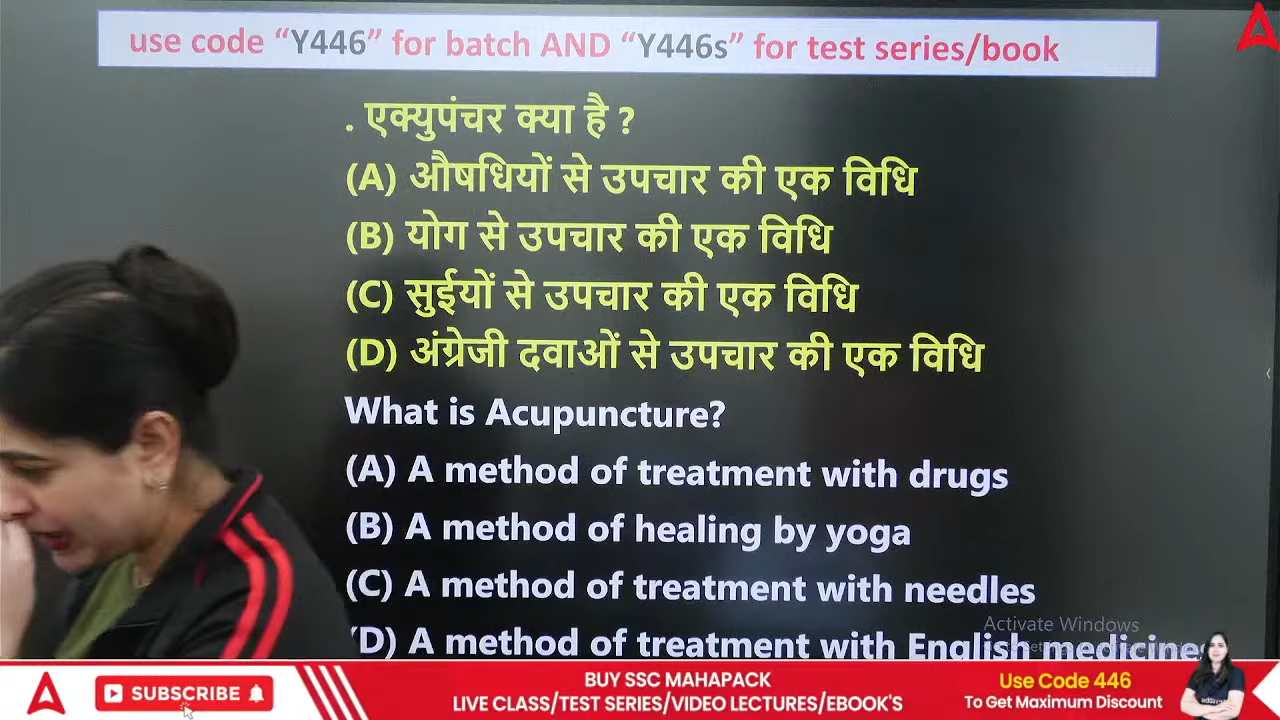 use code “Y446” for batch AND “Y446s” for test series/book
. एक्युपंचर क्या है ?
(A) औषधियों से उपचार की एक विधि
(B) योग से उपचार की एक विधि
(C) सुईयों से उपचार की एक विधि
(D) अंग्रेजी दवाओं से उपचार की एक विधि
What is Acupuncture?
(A) A method of treatment with drugs
(B) A method of healing by yoga
(C) A method of treatment with needles
(D) A method of treatment with English medicines
Activate Windows
SUBSCRIBE
BUY SSC MAHAPACK
LIVE CLASS/TEST SERIES/VIDEO LECTURES/EBOOK'S
Use Code 446
To Get Maximum Discount